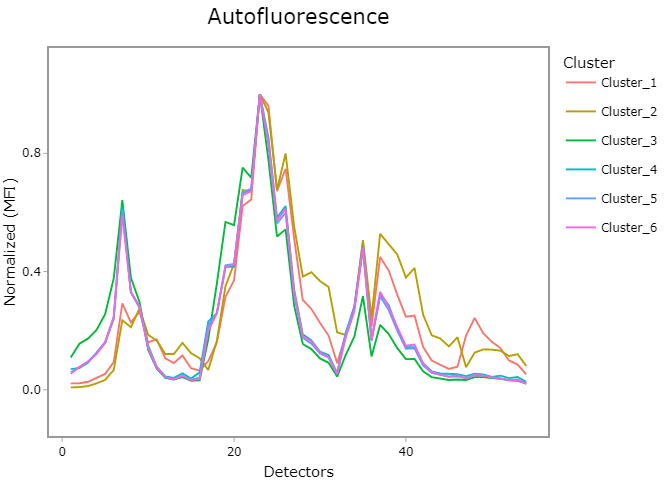 Autofluorescence
Normalized (MFI)
0.8
0.4
0.0
0
20
40
Detectors
Cluster
Cluster_1
Cluster_2
Cluster_3
Cluster_4
Cluster_5
Cluster_6